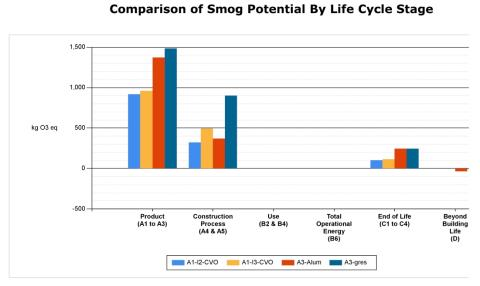 Comparison of Smog Potential By Life Cycle Stage
1,500
1,000
kg O3 eq
500
0
-500
Product
(A1 to A3)
Construction
Process
(A4 & A5)
Use
(B2 & B4)
Total
Operational
Energy
(B6)
End of Life
(C1 to C4)
Beyond
Building
Life
(D)
A1-I2-CVO
A1-I3-CVO
A3-Alum
A3-gres